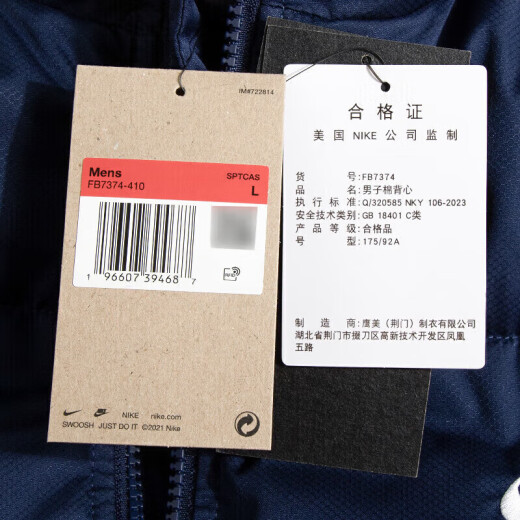 IM#722614
Mens
SPTCAS
FB7374-410
L
1 96607 39468 7
RFID
NIKE nike.com
SWOOSH JUST DO IT. ©2021 Nike
合格证
美国 NIKE 公司监制
货号:FB7374
品名:男子棉背心
执行标准:Q/320585 NKY 106-2023
安全技术类别:GB 18401 C类
产品等级:合格品
号型:175/92A
制造商:鹰美(荆门)制衣有限公司
湖北省荆门市掇刀区高新技术开发区凤凰
五路